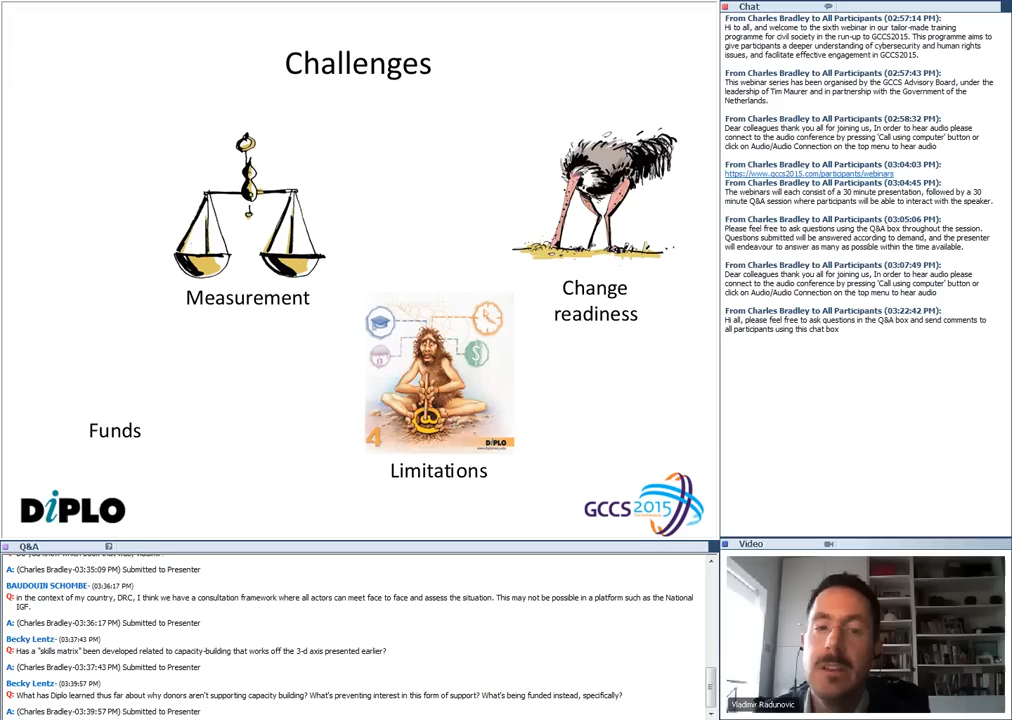 Challenges
Measurement
Change
readiness
Funds
4
DiPLO
Limitations
DiPLO
GCCS2015
Chat
From Charles Bradley to All Participants (02:57:14 PM):
Hi to all, and welcome to the sixth webinar in our tailor-made training
programme for civil society in the run-up to GCCS2015. This programme aims to
give participants a deeper understanding of cybersecurity and human rights
issues, and facilitate effective engagement in GCCS2015.
From Charles Bradley to All Participants (02:57:43 PM):
This webinar series has been organised by the GCCS Advisory Board, under the
leadership of Tim Maurer and in partnership with the Government of the
Netherlands.
From Charles Bradley to All Participants (02:58:32 PM):
Dear colleagues thank you all for joining us, In order to hear audio please
connect to the audio conference by pressing 'Call using computer' button or
click on Audio/Audio Connection on the top menu to hear audio
From Charles Bradley to All Participants (03:04:03 PM):
https://www.gccs2015.com/participants/webinars
From Charles Bradley to All Participants (03:04:45 PM):
The webinars will each consist of a 30 minute presentation, followed by a 30
minute Q&A session where participants will be able to interact with the speaker.
From Charles Bradley to All Participants (03:05:06 PM):
Please feel free to ask questions using the Q&A box throughout the session.
Questions submitted will be answered according to demand, and the presenter
will endeavour to answer as many as possible within the time available.
From Charles Bradley to All Participants (03:07:49 PM):
Dear colleagues thank you all for joining us, In order to hear audio please
connect to the audio conference by pressing 'Call using computer' button or
click on Audio/Audio Connection on the top menu to hear audio
From Charles Bradley to All Participants (03:22:42 PM):
Hi all, please feel free to ask questions in the Q&A box and send comments to
all participants using this chat box
Q&A
A: (Charles Bradley-03:35:09 PM) Submitted to Presenter
BAUDOUIN SCHOMBE- (03:36:17 PM)
Q: in the context of my country, DRC, I think we have a consultation framework where all actors can meet face to face and assess the situation. This may not be possible in a platform such as the National
IGF.
A: (Charles Bradley-03:36:17 PM) Submitted to Presenter
Becky Lentz- (03:37:43 PM)
Q: Has a "skills matrix" been developed related to capacity-building that works off the 3-d axis presented earlier?
A: (Charles Bradley-03:37:43 PM) Submitted to Presenter
Becky Lentz- (03:39:57 PM)
Q: What has Diplo learned thus far about why donors aren't supporting capacity building? What's preventing interest in this form of support? What's being funded instead, specifically?
A: (Charles Bradley-03:39:57 PM) Submitted to Presenter
Video
Vladimir Radunovic